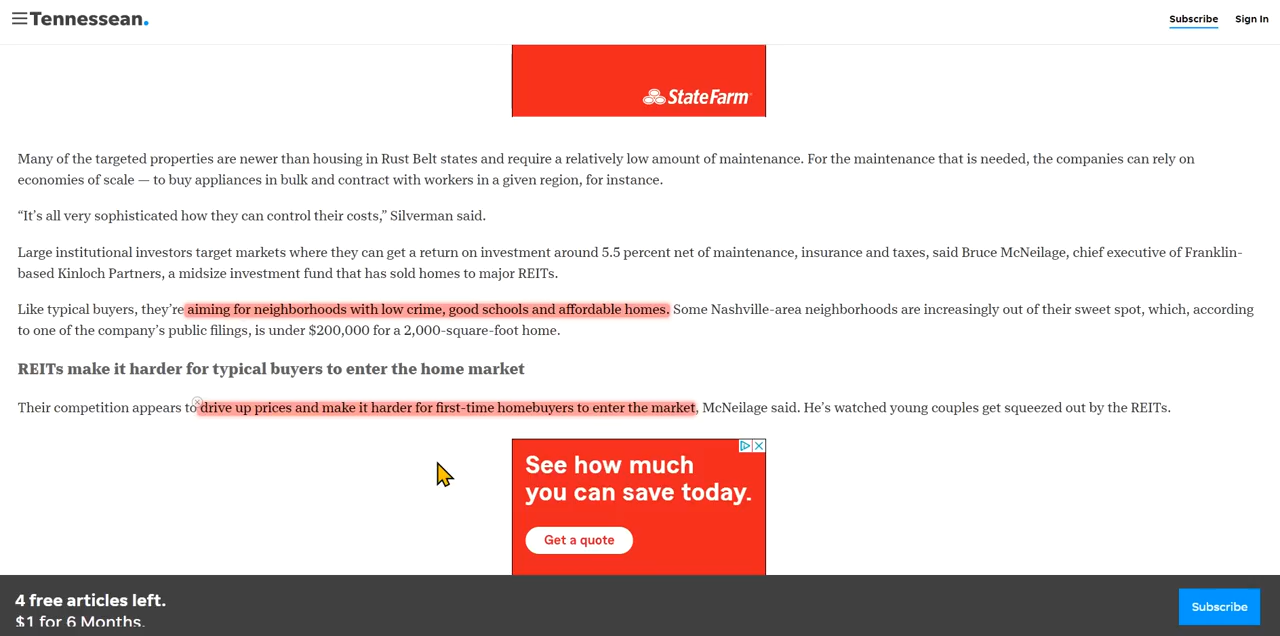 Tennessean.
Subscribe
Sign In
StateFarm
Many of the targeted properties are newer than housing in Rust Belt states and require a relatively low amount of maintenance. For the maintenance that is needed, the companies can rely on
economies of scale — to buy appliances in bulk and contract with workers in a given region, for instance.
“It’s all very sophisticated how they can control their costs,” Silverman said.
Large institutional investors target markets where they can get a return on investment around 5.5 percent net of maintenance, insurance and taxes, said Bruce McNeilage, chief executive of Franklin-
based Kinloch Partners, a midsize investment fund that has sold homes to major REITs.
Like typical buyers, they’re aiming for neighborhoods with low crime, good schools and affordable homes. Some Nashville-area neighborhoods are increasingly out of their sweet spot, which, according
to one of the company’s public filings, is under $200,000 for a 2,000-square-foot home.
REITs make it harder for typical buyers to enter the home market
Their competition appears to drive up prices and make it harder for first-time homebuyers to enter the market, McNeilage said. He’s watched young couples get squeezed out by the REITs.
See how much
you can save today.
Get a quote
4 free articles left.
$1 for 6 Months.
Subscribe